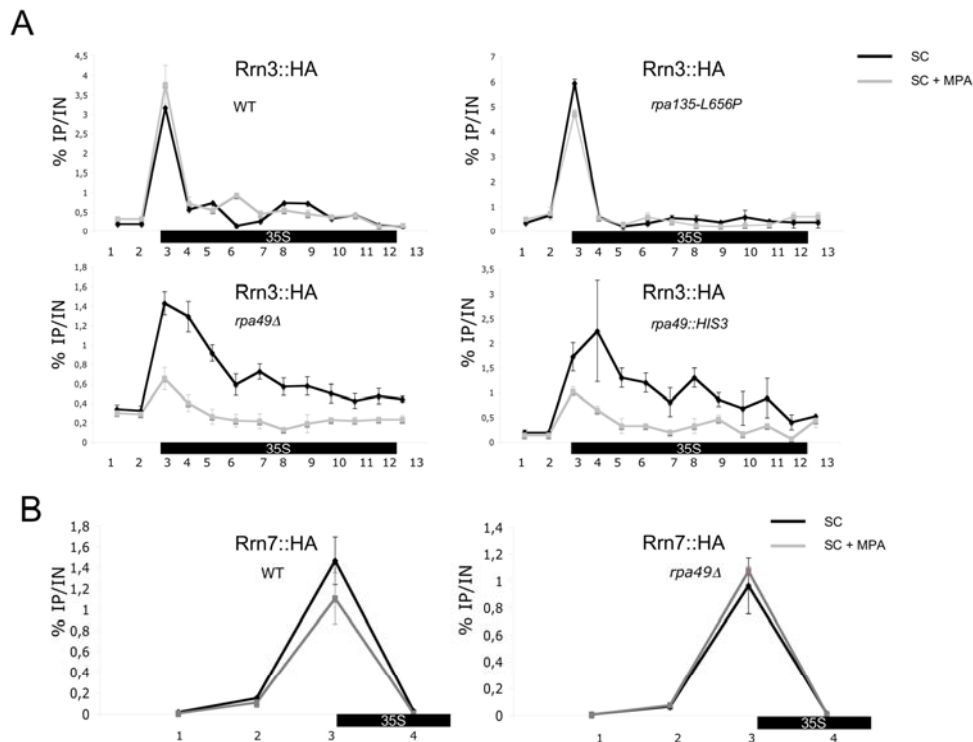 A
Rrn3::HA
WT
% IP/IN
4,5
4
3,5
3
2,5
2
1,5
1
0,5
0
35S
1 2 3 4 5 6 7 8 9 10 11 12 13
Rrn3::HA
rpa135-L656P
% IP/IN
7
6
5
4
3
2
1
0
35S
1 2 3 4 5 6 7 8 9 10 11 12 13
SC
SC + MPA
Rrn3::HA
rpa49Δ
% IP/IN
1,8
1,6
1,4
1,2
1
0,8
0,6
0,4
0,2
0
35S
1 2 3 4 5 6 7 8 9 10 11 12 13
Rrn3::HA
rpa49::HIS3
% IP/IN
3,5
3
2,5
2
1,5
1
0,5
0
35S
1 2 3 4 5 6 7 8 9 10 11 12 13
B
Rrn7::HA
WT
% IP/IN
1,8
1,6
1,4
1,2
1
0,8
0,6
0,4
0,2
0
35S
1 2 3 4
Rrn7::HA
rpa49Δ
% IP/IN
1,4
1,2
1
0,8
0,6
0,4
0,2
0
35S
1 2 3 4
SC
SC + MPA